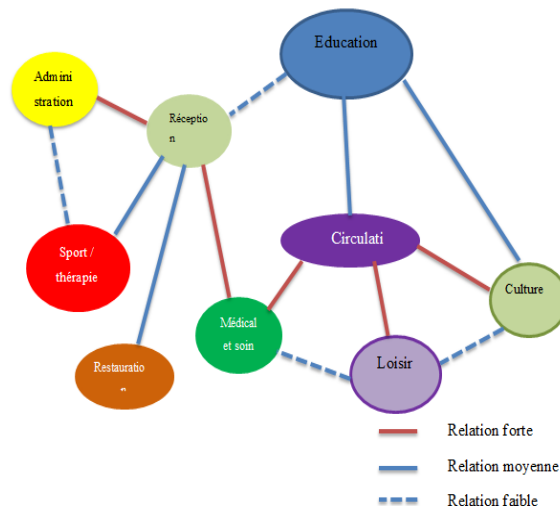 Education
Admini
stration
Réceptio
n
Circulati
Sport /
thérapie
Culture
Médical
et soin
Restauratio
Loisir
Relation forte
Relation moyenne
Relation faible